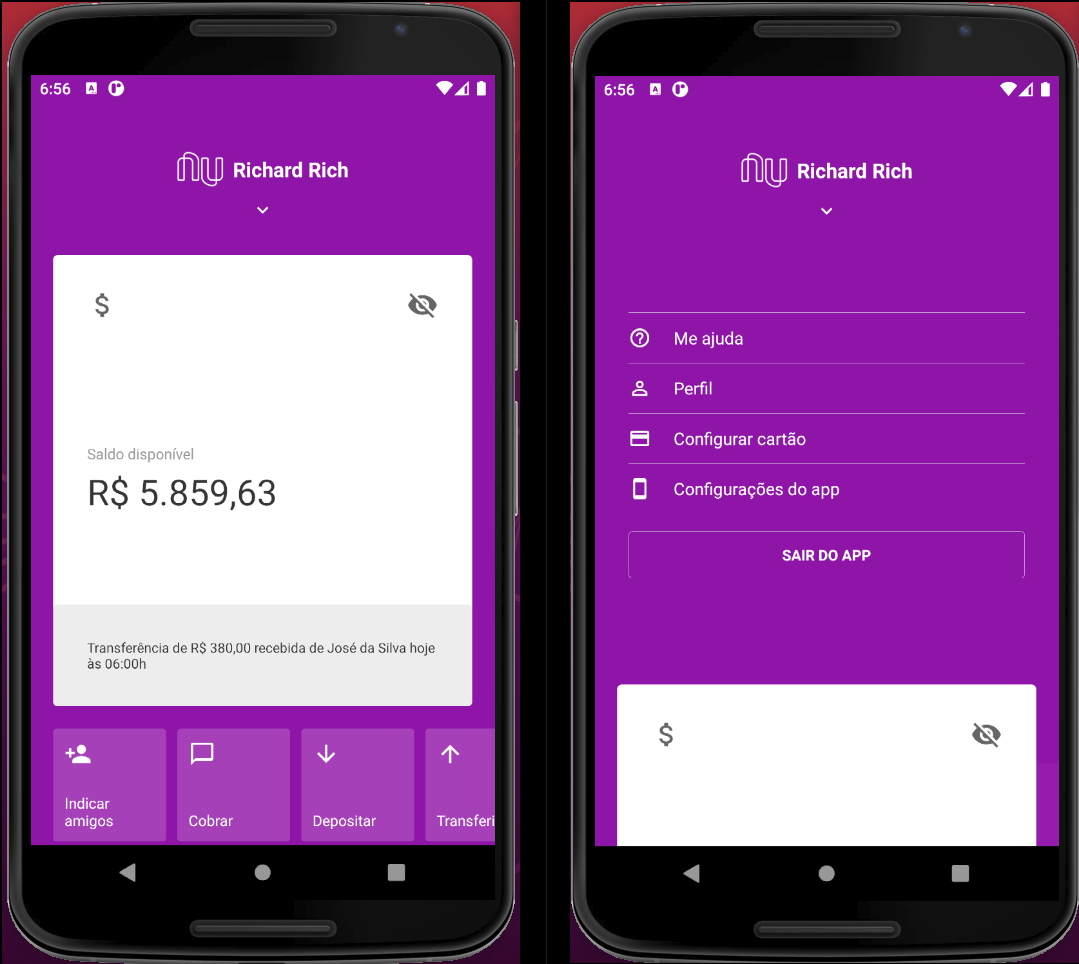 6:56
nu Richard Rich
$
Saldo disponível
R$ 5.859,63
Transferência de R$ 380,00 recebida de José da Silva hoje
às 06:00h
Indicar
amigos
Cobrar
Depositar
Transferi
6:56
nu Richard Rich
Me ajuda
Perfil
Configurar cartão
Configurações do app
SAIR DO APP
$